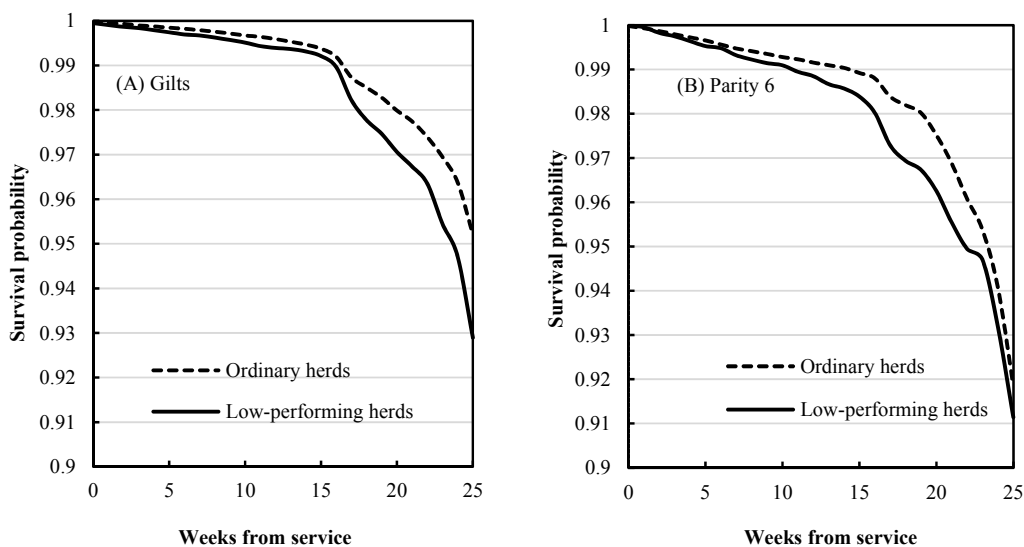 1
0.99
0.98
0.97
0.96
0.95
0.94
0.93
0.92
0.91
0.9
Survival probability
(A) Gilts
Ordinary herds
Low-performing herds
0 5 10 15 20 25
Weeks from service
1
0.99
0.98
0.97
0.96
0.95
0.94
0.93
0.92
0.91
0.9
Survival probability
(B) Parity 6
Ordinary herds
Low-performing herds
0 5 10 15 20 25
Weeks from service